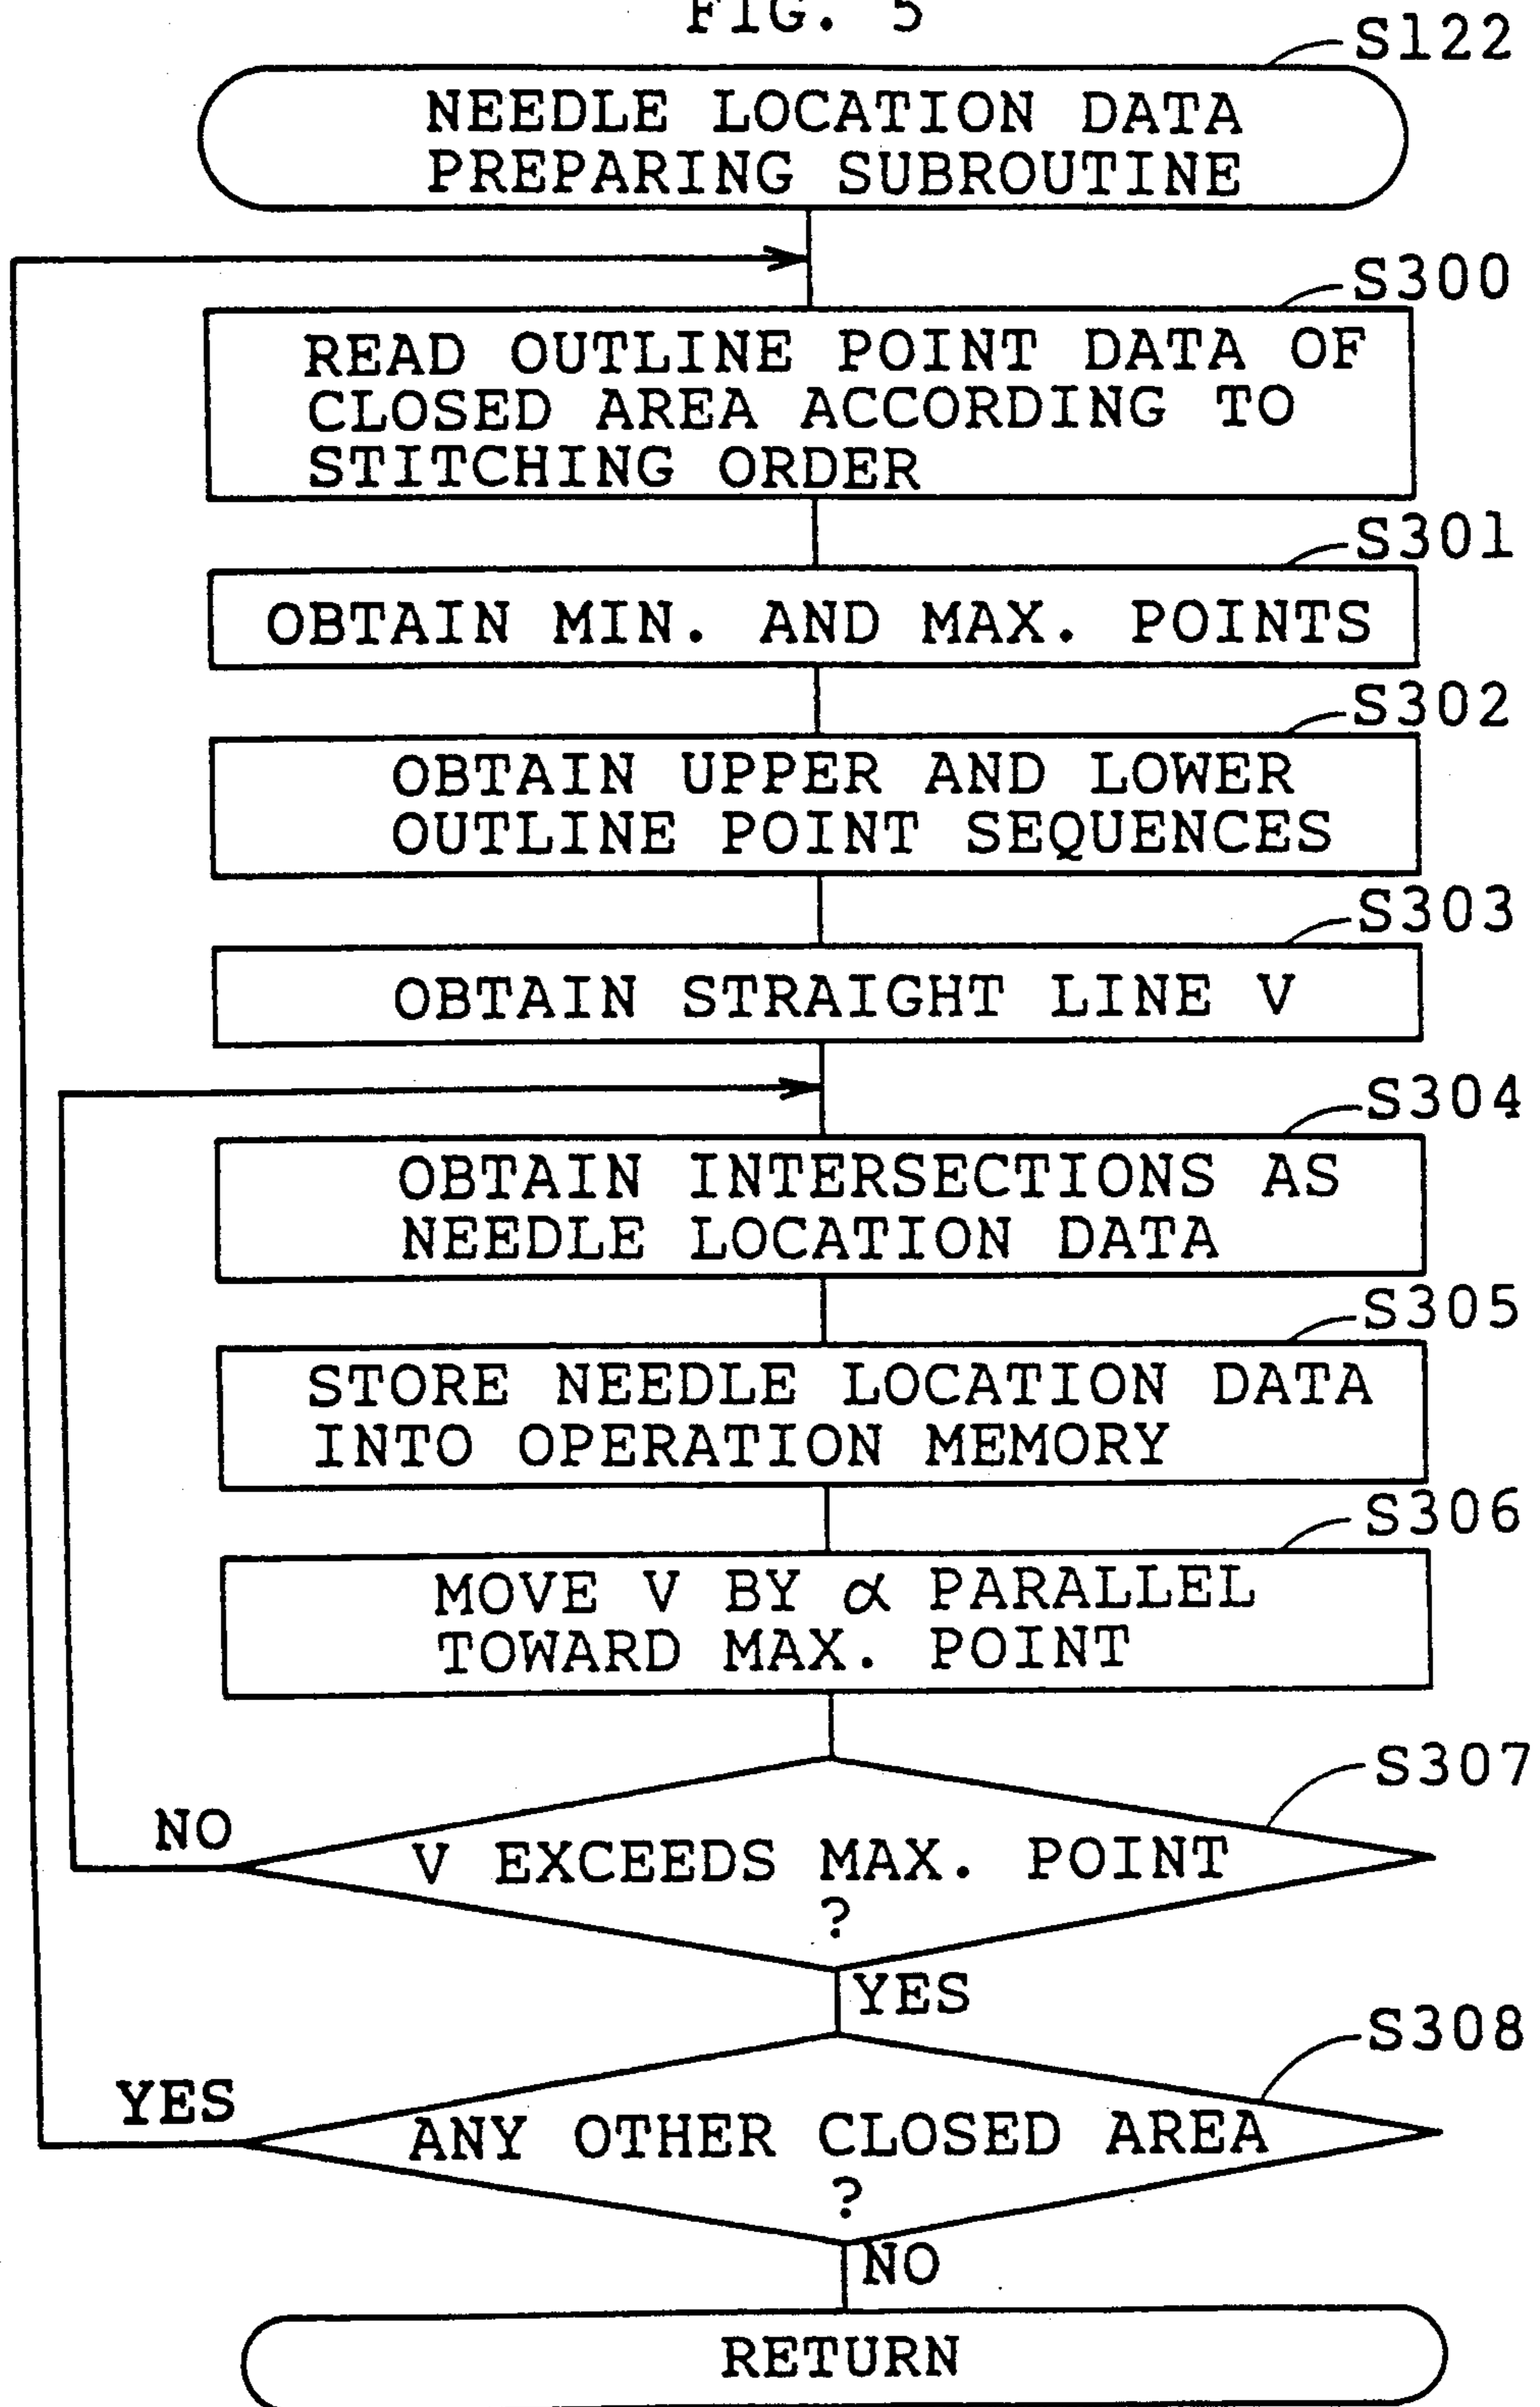 FIG. 5
S122
NEEDLE LOCATION DATA
PREPARING SUBROUTINE
S300
READ OUTLINE POINT DATA OF
CLOSED AREA ACCORDING TO
STITCHING ORDER
S301
OBTAIN MIN. AND MAX. POINTS
S302
OBTAIN UPPER AND LOWER
OUTLINE POINT SEQUENCES
S303
OBTAIN STRAIGHT LINE V
S304
OBTAIN INTERSECTIONS AS
NEEDLE LOCATION DATA
S305
STORE NEEDLE LOCATION DATA
INTO OPERATION MEMORY
S306
MOVE V BY α PARALLEL
TOWARD MAX. POINT
S307
NO
V EXCEEDS MAX. POINT
?
YES
S308
YES
ANY OTHER CLOSED AREA
?
NO
RETURN